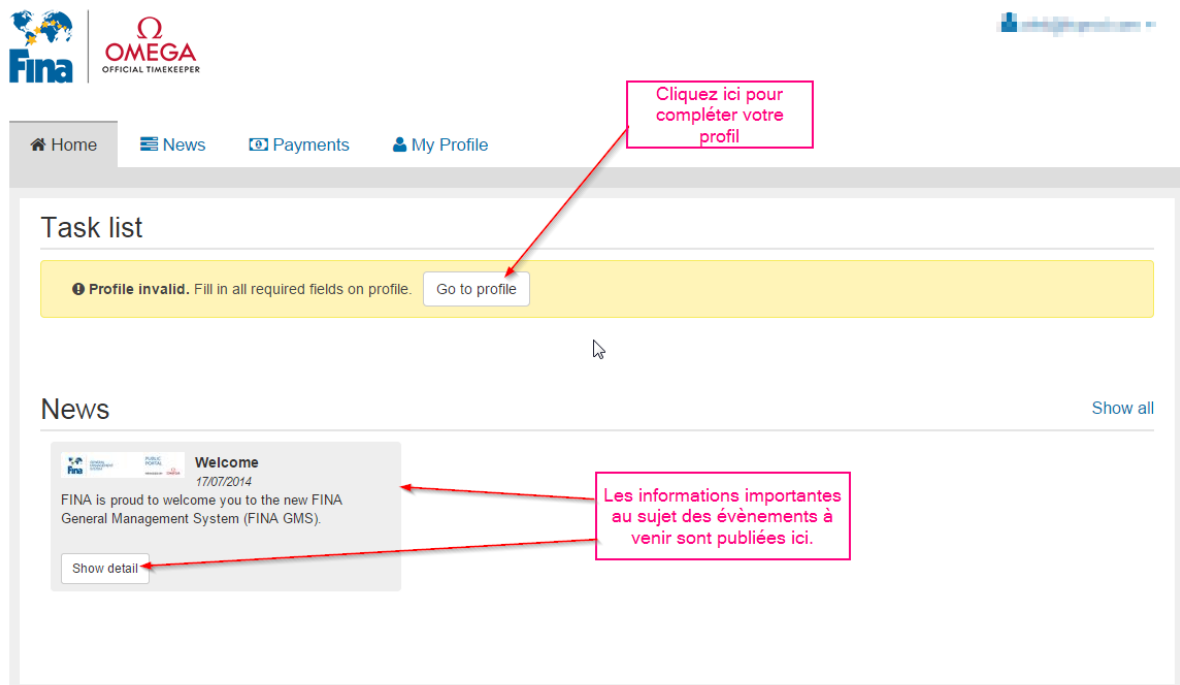 Fina
OMEGA
OFFICIAL TIMEKEEPER
Cliquez ici pour
compléter votre
profil
Home News Payments My Profile
Task list
Profile invalid. Fill in all required fields on profile. Go to profile
News Show all
Fina
Welcome
17/07/2014
FINA is proud to welcome you to the new FINA
General Management System (FINA GMS).
Show detail
Les informations importantes
au sujet des évènements à
venir sont publiées ici.